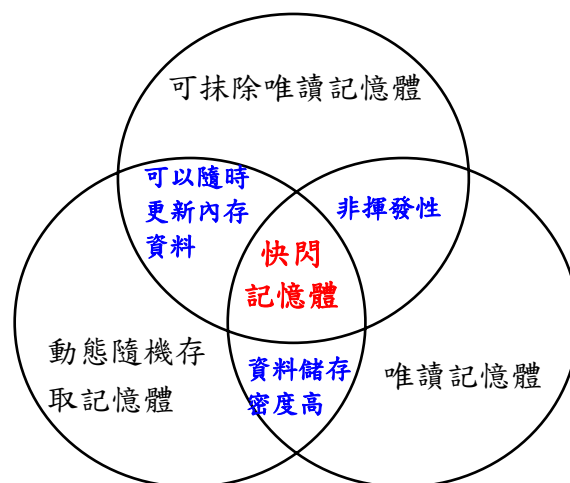 可抹除唯讀記憶體
可以隨時
更新內存
資料
非揮發性
快閃
記憶體
動態隨機存
取記憶體
資料儲存
密度高
唯讀記憶體